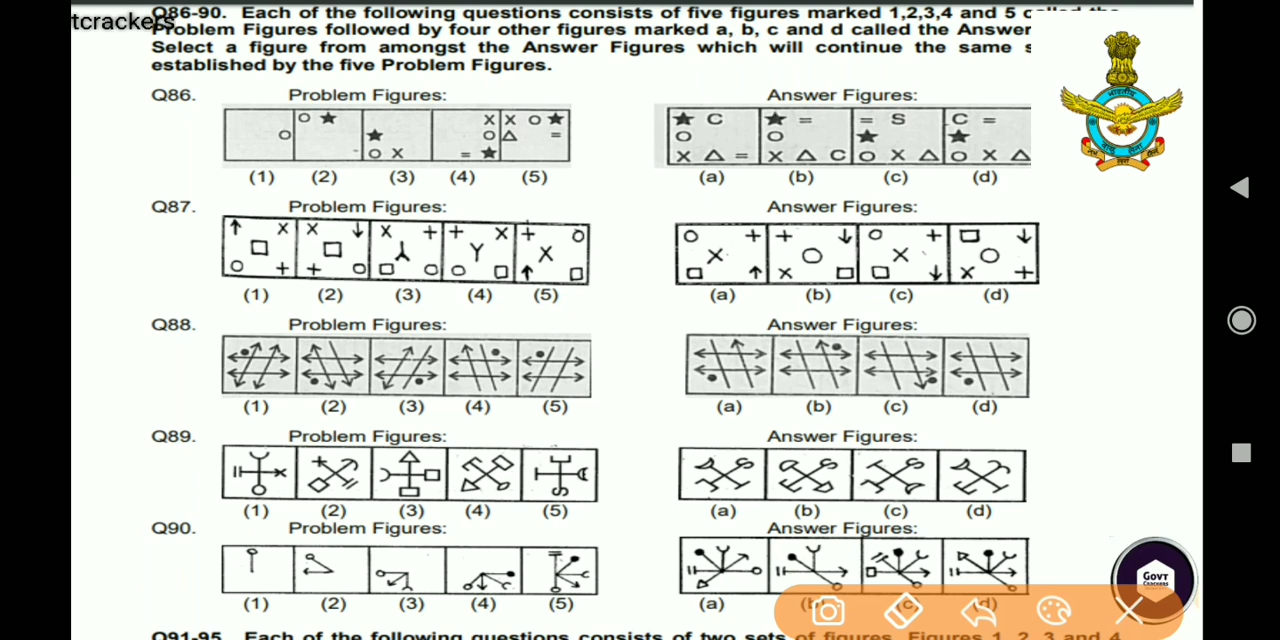 tcrackers
Q86-90. Each of the following questions consists of five figures marked 1,2,3,4 and 5 called the
Problem Figures followed by four other figures marked a, b, c and d called the Answer
Select a figure from amongst the Answer Figures which will continue the same s
established by the five Problem Figures.
Q86. Problem Figures: Answer Figures:
(1) (2) (3) (4) (5) (a) (b) (c) (d)
Q87. Problem Figures: Answer Figures:
(1) (2) (3) (4) (5) (a) (b) (c) (d)
Q88. Problem Figures: Answer Figures:
(1) (2) (3) (4) (5) (a) (b) (c) (d)
Q89. Problem Figures: Answer Figures:
(1) (2) (3) (4) (5) (a) (b) (c) (d)
Q90. Problem Figures: Answer Figures:
(1) (2) (3) (4) (5) (a) (b) (c) (d)
GOVT
Crackers
Q91-95. Each of the following questions consists of two sets of figures. Figures 1, 2, 3 and 4